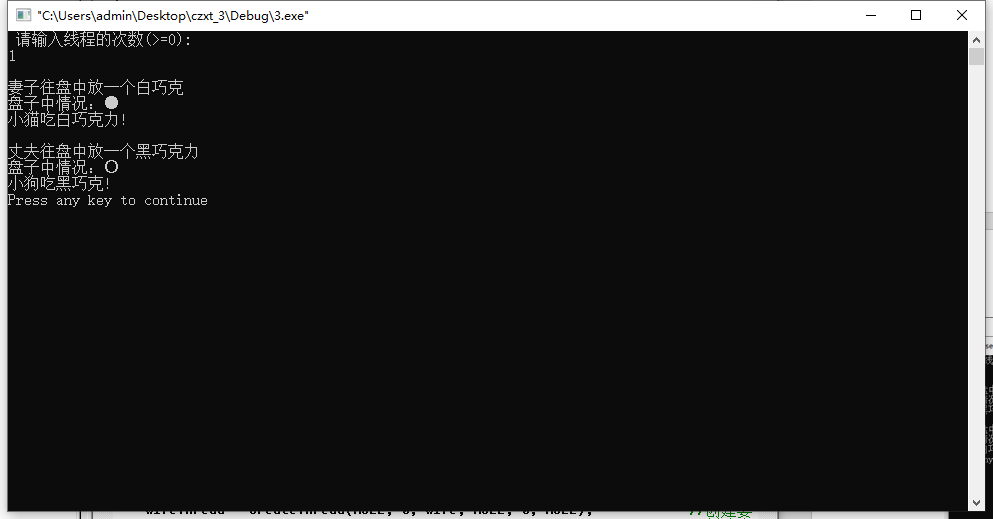 "C:\Users\admin\Desktop\czxt_3\Debug\3.exe"
请输入线程的次数(>=0):
1
妻子往盘中放一个白巧克
盘子中情况：●
小猫吃白巧克力!
丈夫往盘中放一个黑巧克力
盘子中情况：○
小狗吃黑巧克!
Press any key to continue